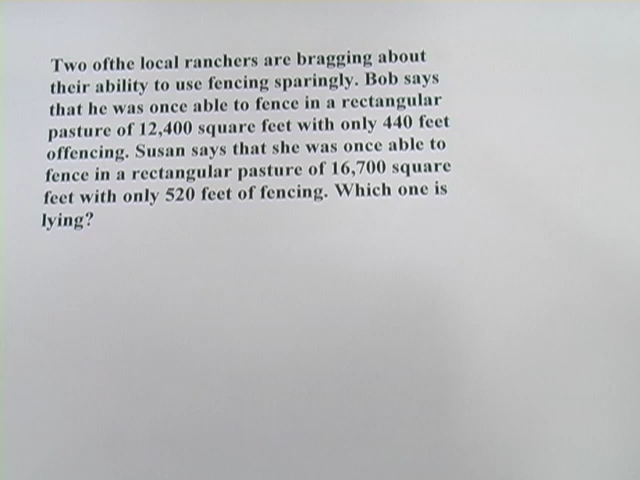 Two ofthe local ranchers are bragging about
their ability to use fencing sparingly. Bob says
that he was once able to fence in a rectangular
pasture of 12,400 square feet with only 440 feet
offencing. Susan says that she was once able to
fence in a rectangular pasture of 16,700 square
feet with only 520 feet of fencing. Which one is
lying?